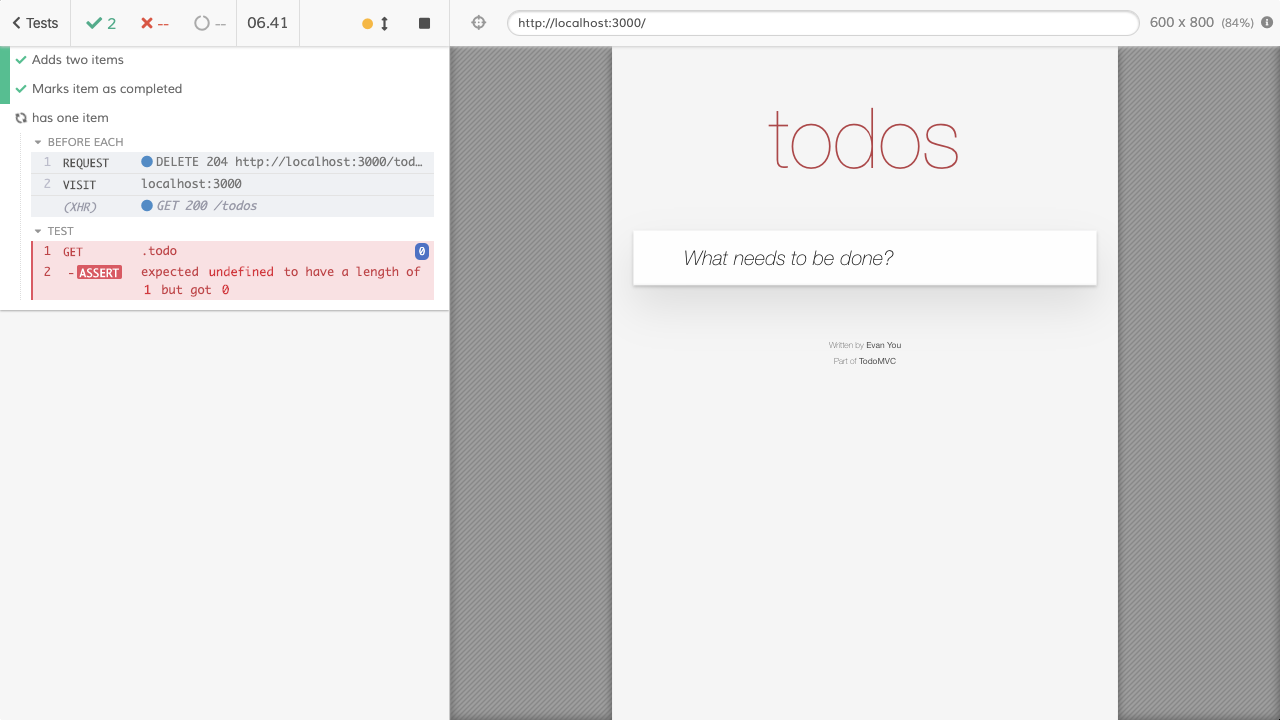 Tests 2 -- -- 06.41
http://localhost:3000/ 600 x 800 (84%)
Adds two items
Marks item as completed
has one item
BEFORE EACH
1 REQUEST DELETE 204 http://localhost:3000/tod…
2 VISIT localhost:3000
(XHR) GET 200 /todos
TEST
1 GET .todo 0
2 -ASSERT expected undefined to have a length of
1 but got 0
todos
What needs to be done?
Written by Evan You
Part of TodoMVC